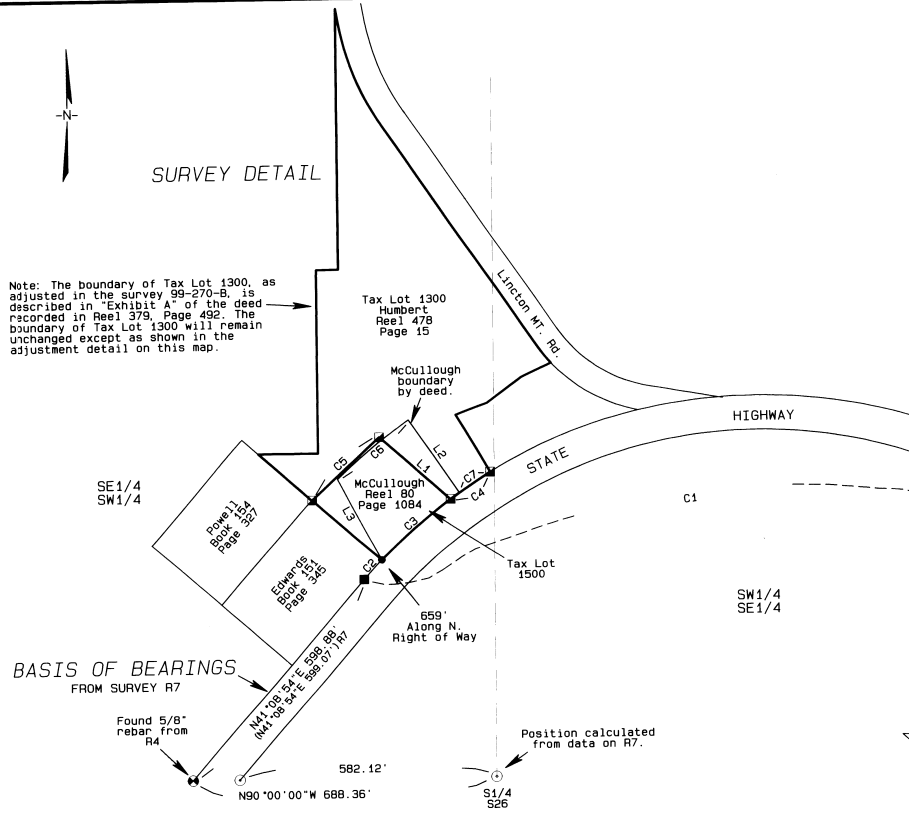 -N-
SURVEY DETAIL
Note: The boundary of Tax Lot 1300, as
adjusted in the survey 99-270-B, is
described in "Exhibit A" of the deed
recorded in Reel 379, Page 492. The
boundary of Tax Lot 1300 will remain
unchanged except as shown in the
adjustment detail on this map.
Tax Lot 1300
Humbert
Reel 478
Page 15
Lincton MT. Rd.
McCullough
boundary
by deed.
HIGHWAY
STATE
C1
C5
C6
L1
L2
C7
C4
McCullough
Reel 80
Page 1084
L3
C3
C2
SE1/4
SW1/4
Powell
Book 154
Page 327
Edwards
Book 151
Page 345
Tax Lot
1500
SW1/4
SE1/4
659'
Along N.
Right of Way
BASIS OF BEARINGS
FROM SURVEY R7
N41°08'54"E 598.88'
(N41°08'54"E 599.07')R7
Found 5/8"
rebar from
R4
Position calculated
from data on R7.
582.12'
N90°00'00"W 688.36'
S1/4
S26